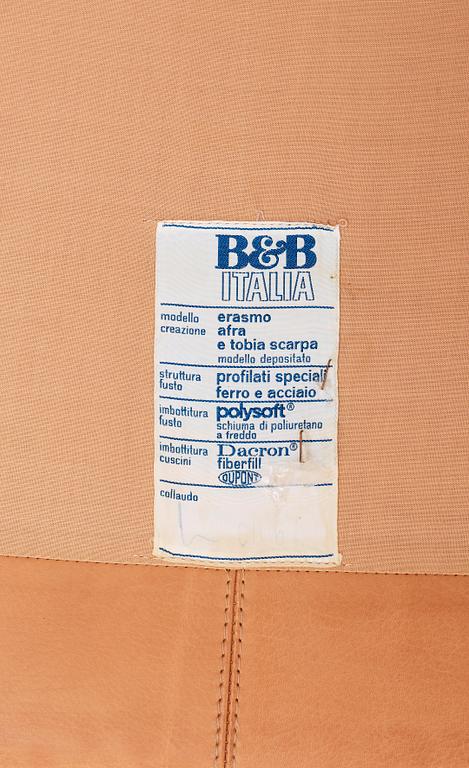 B&B
ITALIA
modello erasmo
creazione afra
e tobia scarpa
modello depositato
struttura profilati speciali
fusto ferro e acciaio
imbottitura polysoft®
fusto schiuma di poliuretano
a freddo
imbottitura Dacron®
cuscini fiberfill
DUPONT
collaudo